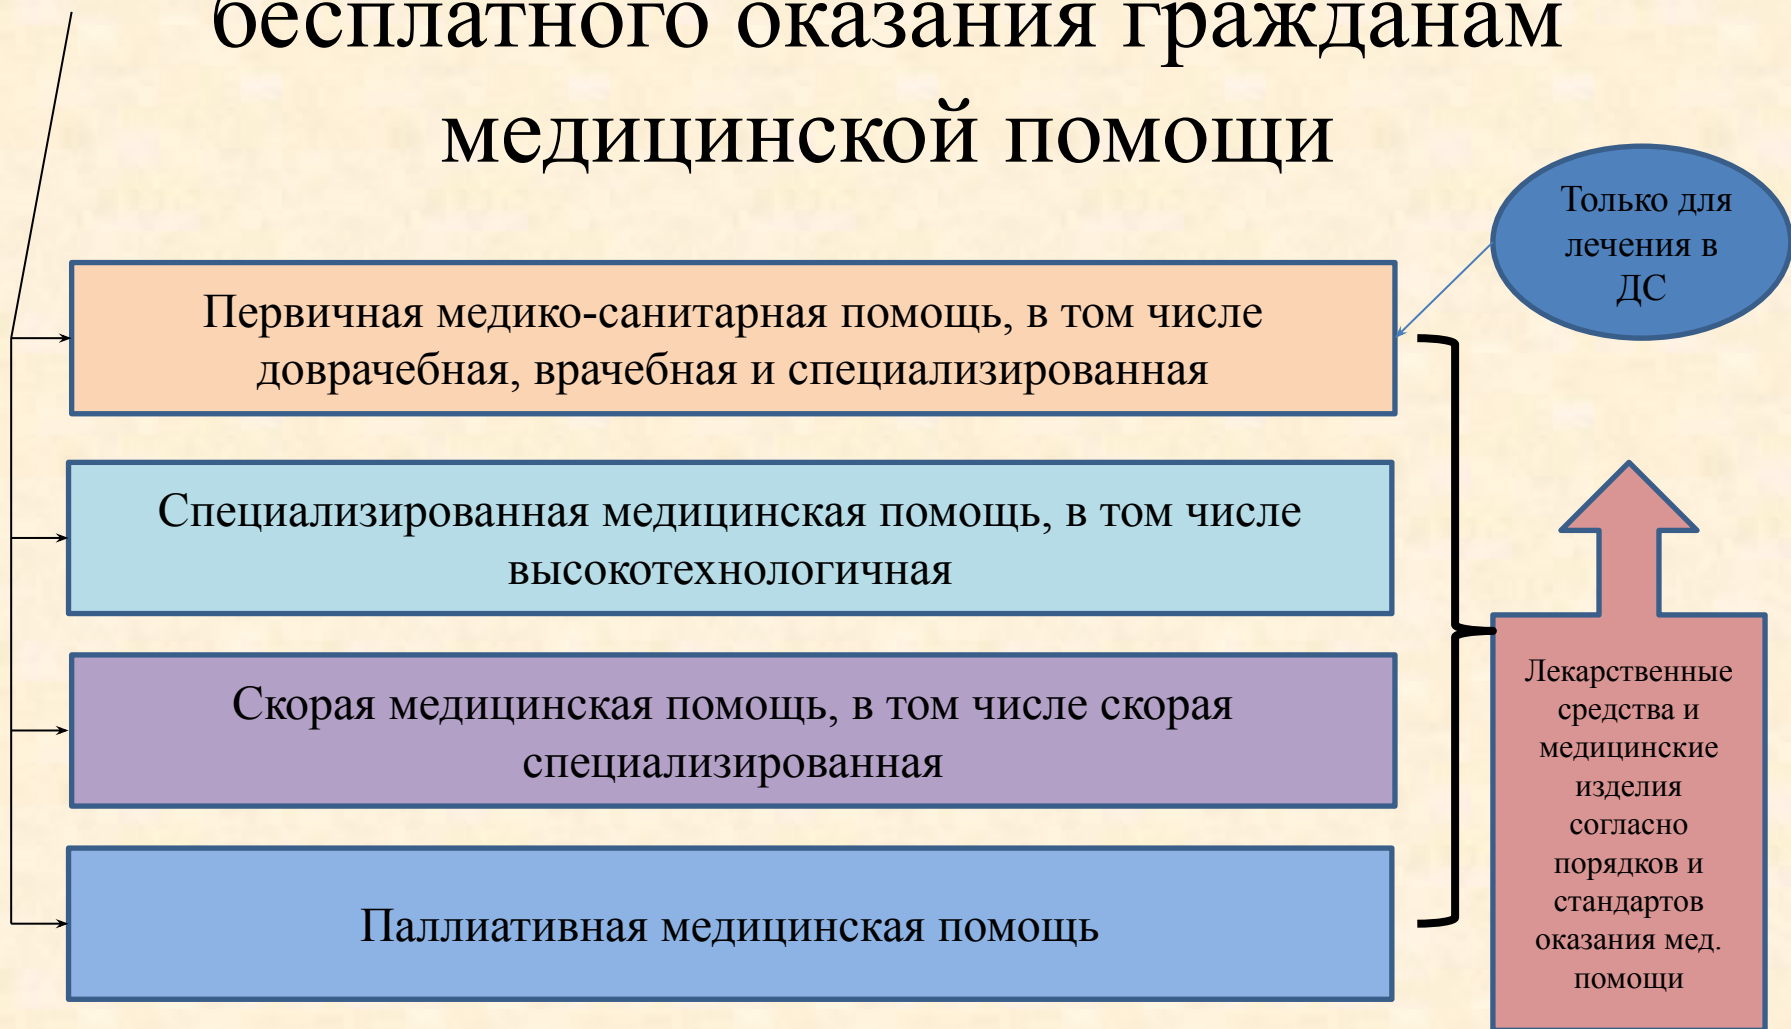 бесплатного оказания гражданам
медицинской помощи
Только для
лечения в
ДС
Первичная медико-санитарная помощь, в том числе
доврачебная, врачебная и специализированная
Специализированная медицинская помощь, в том числе
высокотехнологичная
Скорая медицинская помощь, в том числе скорая
специализированная
Паллиативная медицинская помощь
Лекарственные
средства и
медицинские
изделия
согласно
порядков и
стандартов
оказания мед.
помощи